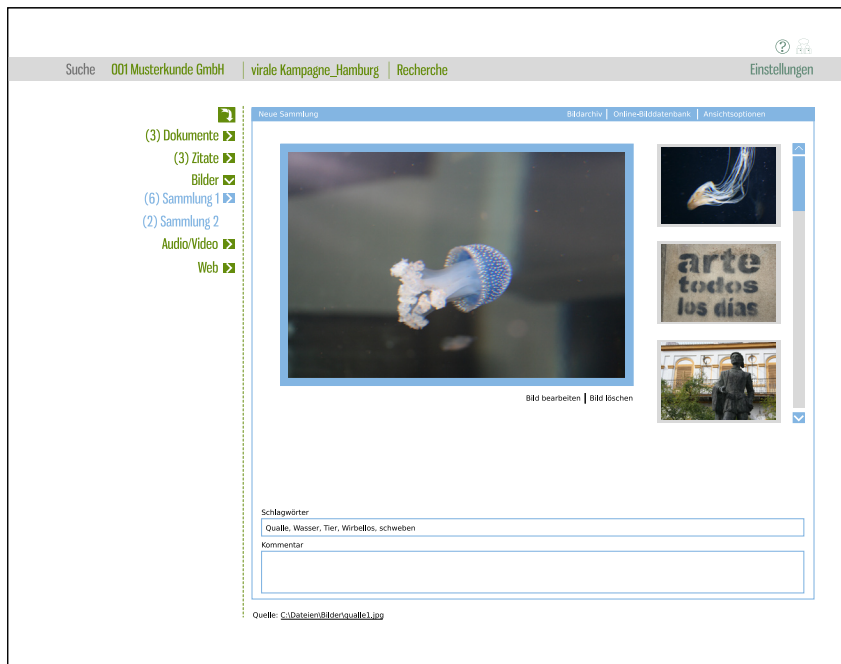 ?
Suche 001 Musterkunde GmbH virale Kampagne_Hamburg Recherche Einstellungen
(3) Dokumente
(3) Zitate
Bilder
(6) Sammlung 1
(2) Sammlung 2
Audio/Video
Web
Neue Sammlung Bildarchiv Online-Bilddatenbank Ansichtsoptionen
arte
todos
los días
Bild bearbeiten Bild löschen
Schlagwörter
Qualle, Wasser, Tier, Wirbellos, schweben
Kommentar
Quelle: C:\Dateien\Bilder\qualle1.jpg